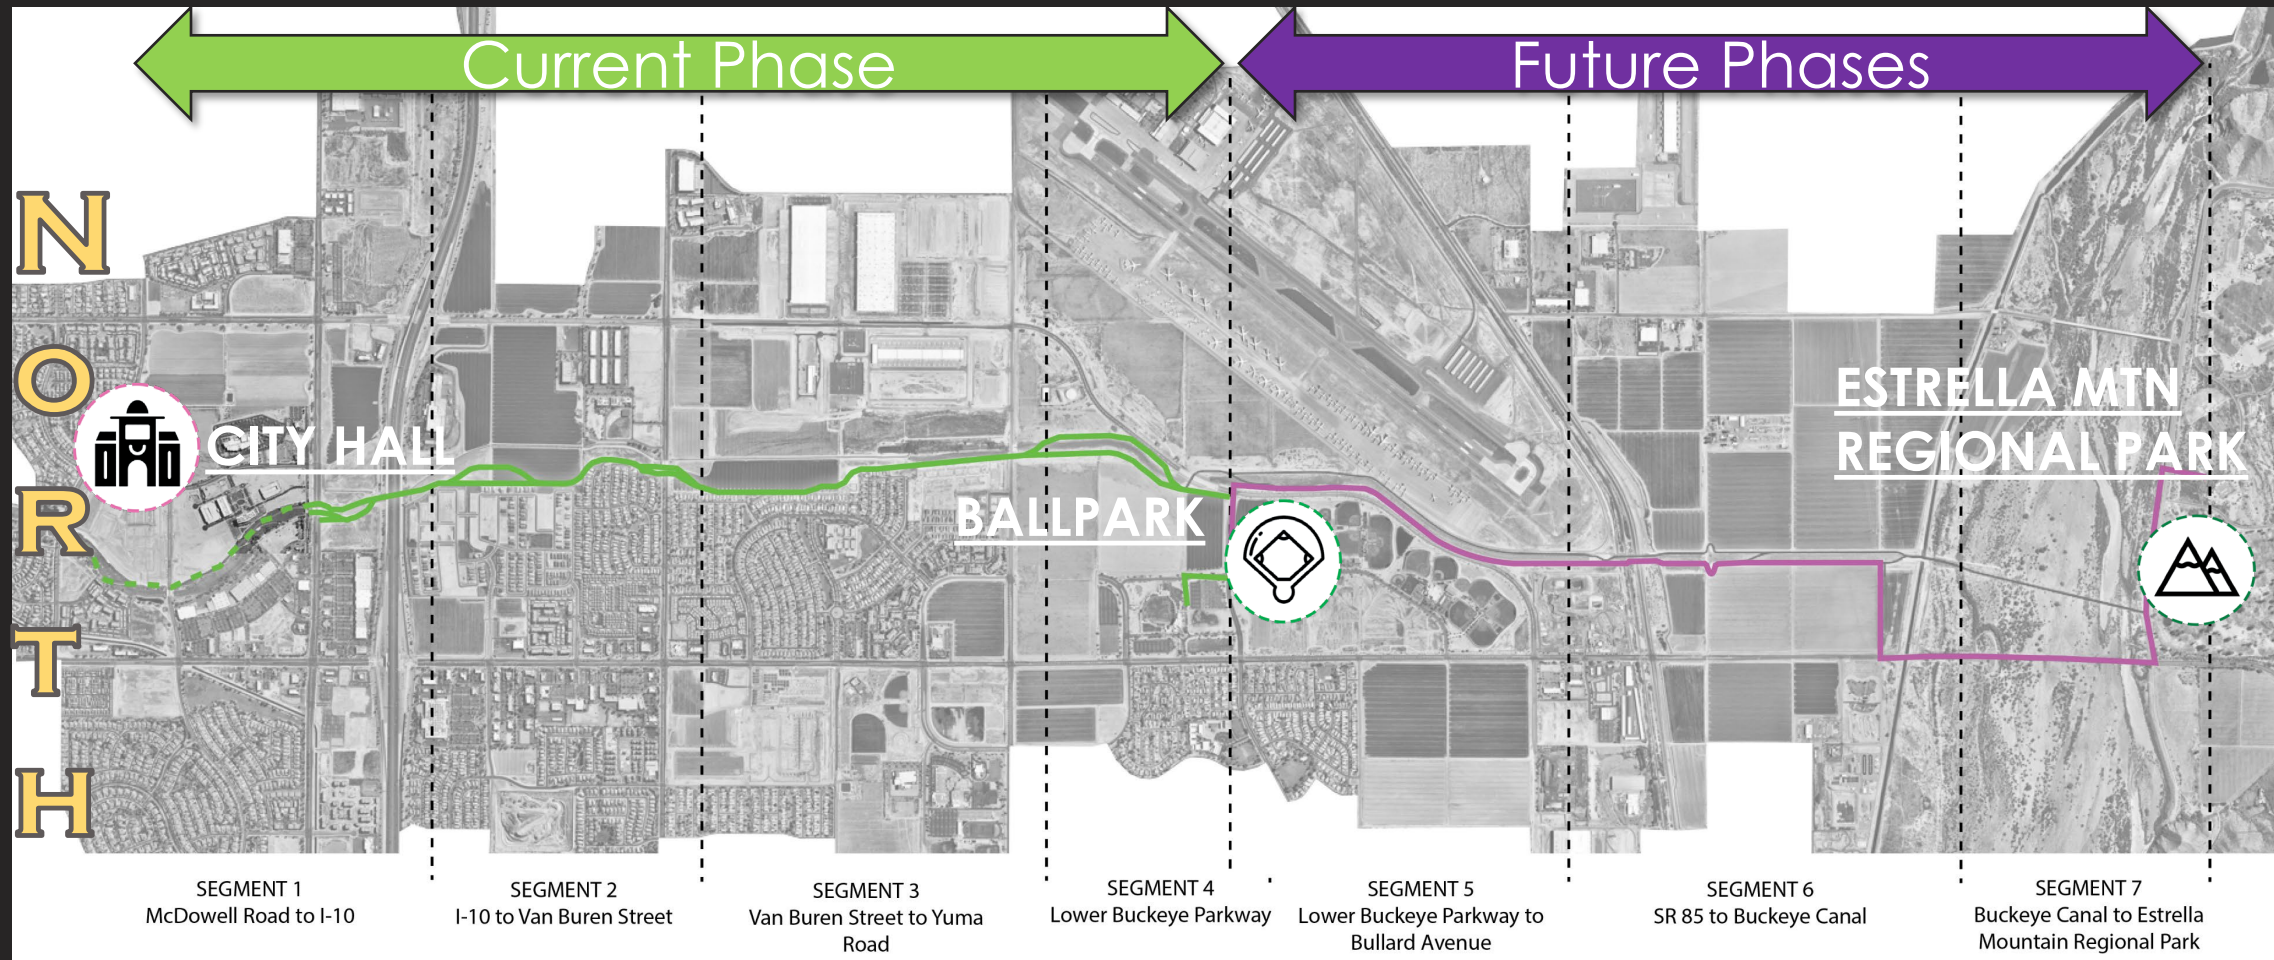 Current Phase
Future Phases
NORTH
CITY HALL
BALLPARK
ESTRELLA MTN
REGIONAL PARK
SEGMENT 1
McDowell Road to I-10
SEGMENT 2
I-10 to Van Buren Street
SEGMENT 3
Van Buren Street to Yuma
Road
SEGMENT 4
Lower Buckeye Parkway
SEGMENT 5
Lower Buckeye Parkway to
Bullard Avenue
SEGMENT 6
SR 85 to Buckeye Canal
SEGMENT 7
Buckeye Canal to Estrella
Mountain Regional Park